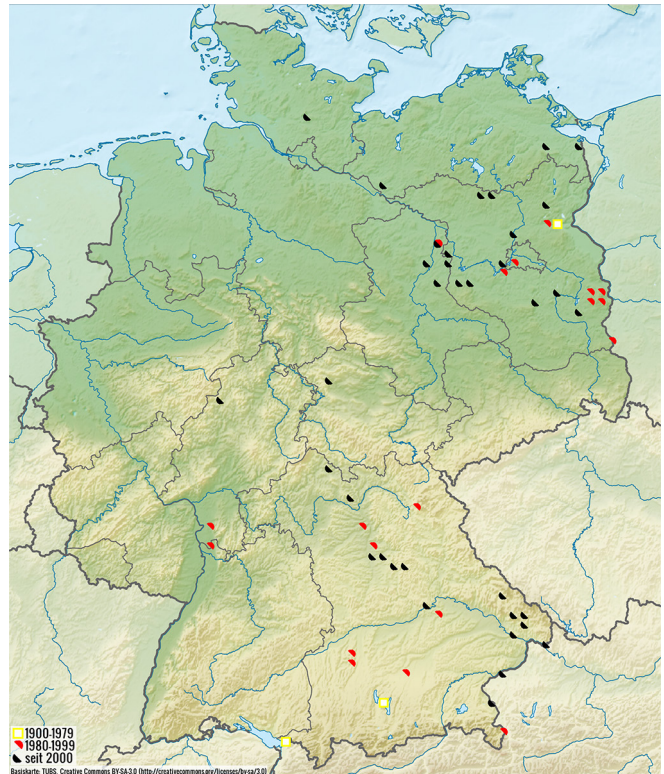 1900-1979
1980-1999
seit 2000
Basiskarte: TUBS, Creative Commons BY-SA-3.0 (http://creativecommons.org/licenses/by-sa/3.0)